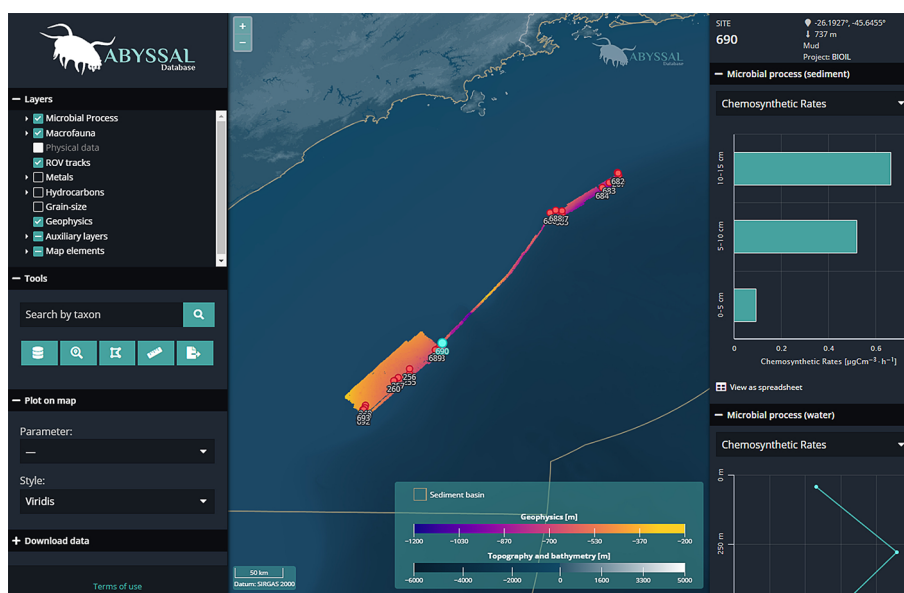 ABYSSAL
Database
Layers
Microbial Process
Macrofauna
Physical data
ROV tracks
Metals
Hydrocarbons
Grain-size
Geophysics
Auxiliary layers
Map elements
Tools
Search by taxon
Plot on map
Parameter:
—
Style:
Viridis
Download data
Terms of use
+
−
ABYSSAL
Database
682
683
684
688
690
6893
256
260
693
692
Sediment basin
Geophysics [m]
−1200 −1030 −870 −700 −530 −370 −200
Topography and bathymetry [m]
−6000 −4000 −2000 0 1600 3300 5000
50 km
Datum: SIRGAS 2000
SITE
690
-26.1927°, -45.6455°
737 m
Mud
Project: BIOIL
Microbial process (sediment)
Chemosynthetic Rates
10–15 cm
5–10 cm
0–5 cm
0 0.2 0.4 0.6
Chemosynthetic Rates [µgCm⁻³·h⁻¹]
View as spreadsheet
Microbial process (water)
Chemosynthetic Rates
0 m
250 m